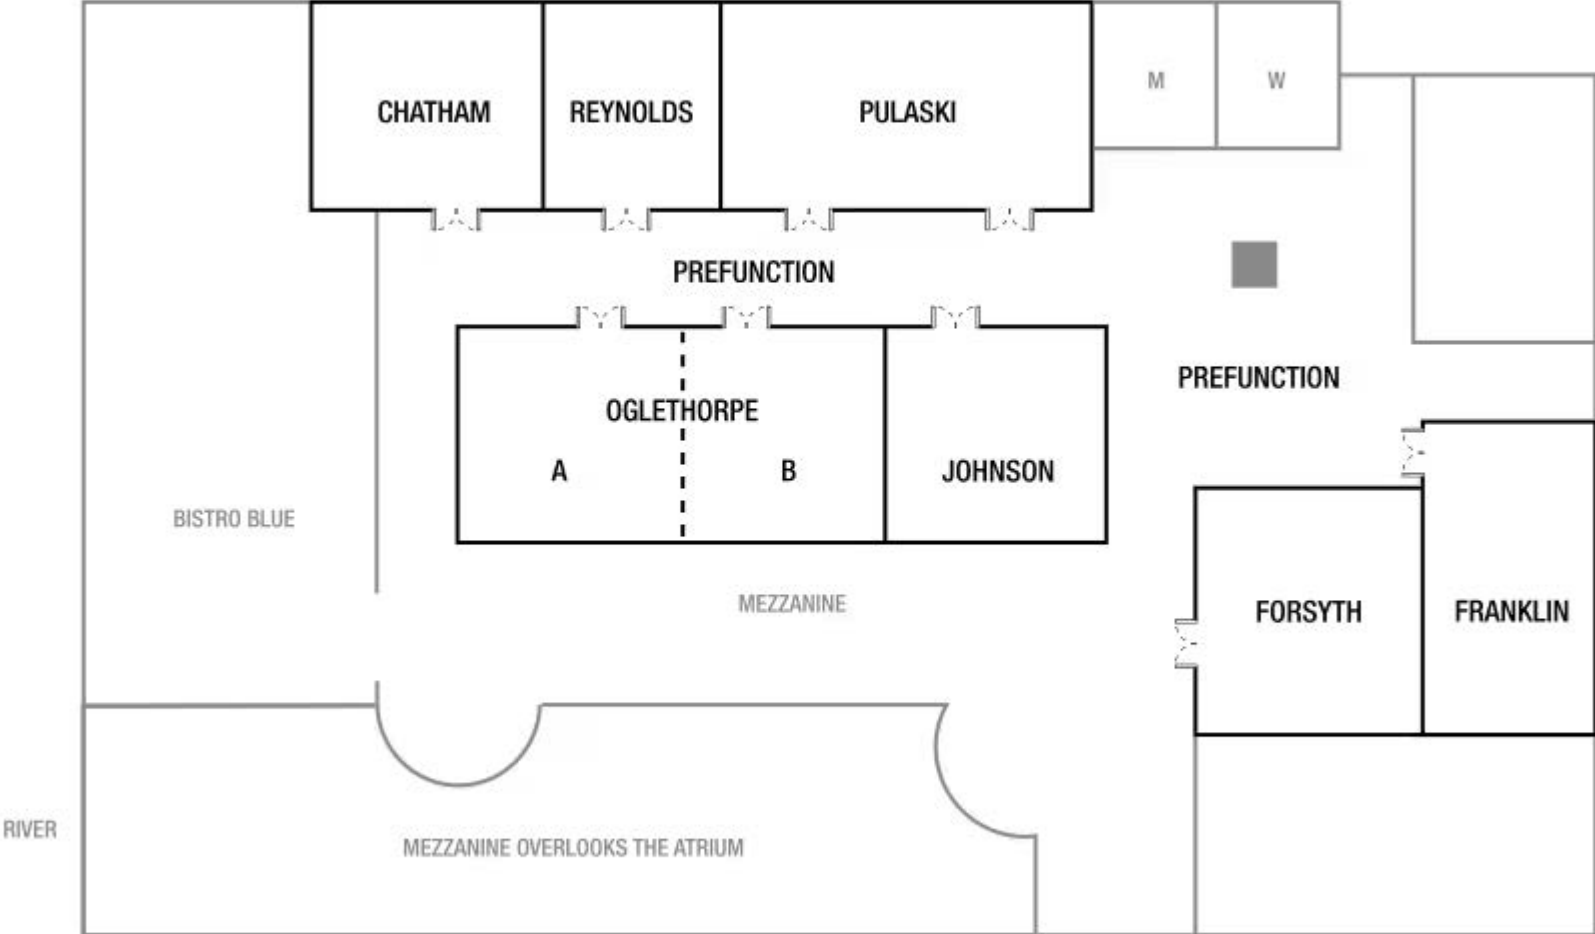 CHATHAM
REYNOLDS
PULASKI
M
W
PREFUNCTION
PREFUNCTION
OGLETHORPE
A
B
JOHNSON
BISTRO BLUE
MEZZANINE
FORSYTH
FRANKLIN
RIVER
MEZZANINE OVERLOOKS THE ATRIUM